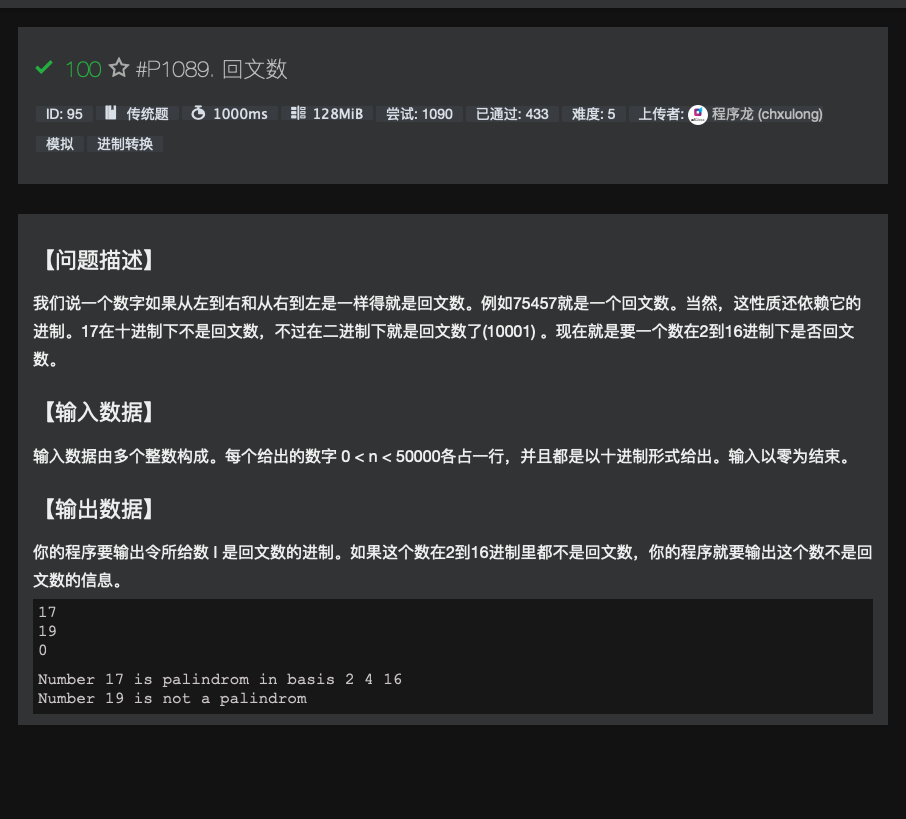 100 #P1089. 回文数
ID: 95 传统题 1000ms 128MiB 尝试: 1090 已通过: 433 难度: 5 上传者: 程序龙 (chxulong)
模拟 进制转换
【问题描述】
我们说一个数字如果从左到右和从右到左是一样得就是回文数。例如75457就是一个回文数。当然，这性质还依赖它的
进制。17在十进制下不是回文数，不过在二进制下就是回文数了(10001) 。现在就是要一个数在2到16进制下是否回文
数。
【输入数据】
输入数据由多个整数构成。每个给出的数字 0 < n < 50000各占一行，并且都是以十进制形式给出。输入以零为结束。
【输出数据】
你的程序要输出令所给数 I 是回文数的进制。如果这个数在2到16进制里都不是回文数，你的程序就要输出这个数不是回
文数的信息。
17
19
0
Number 17 is palindrom in basis 2 4 16
Number 19 is not a palindrom